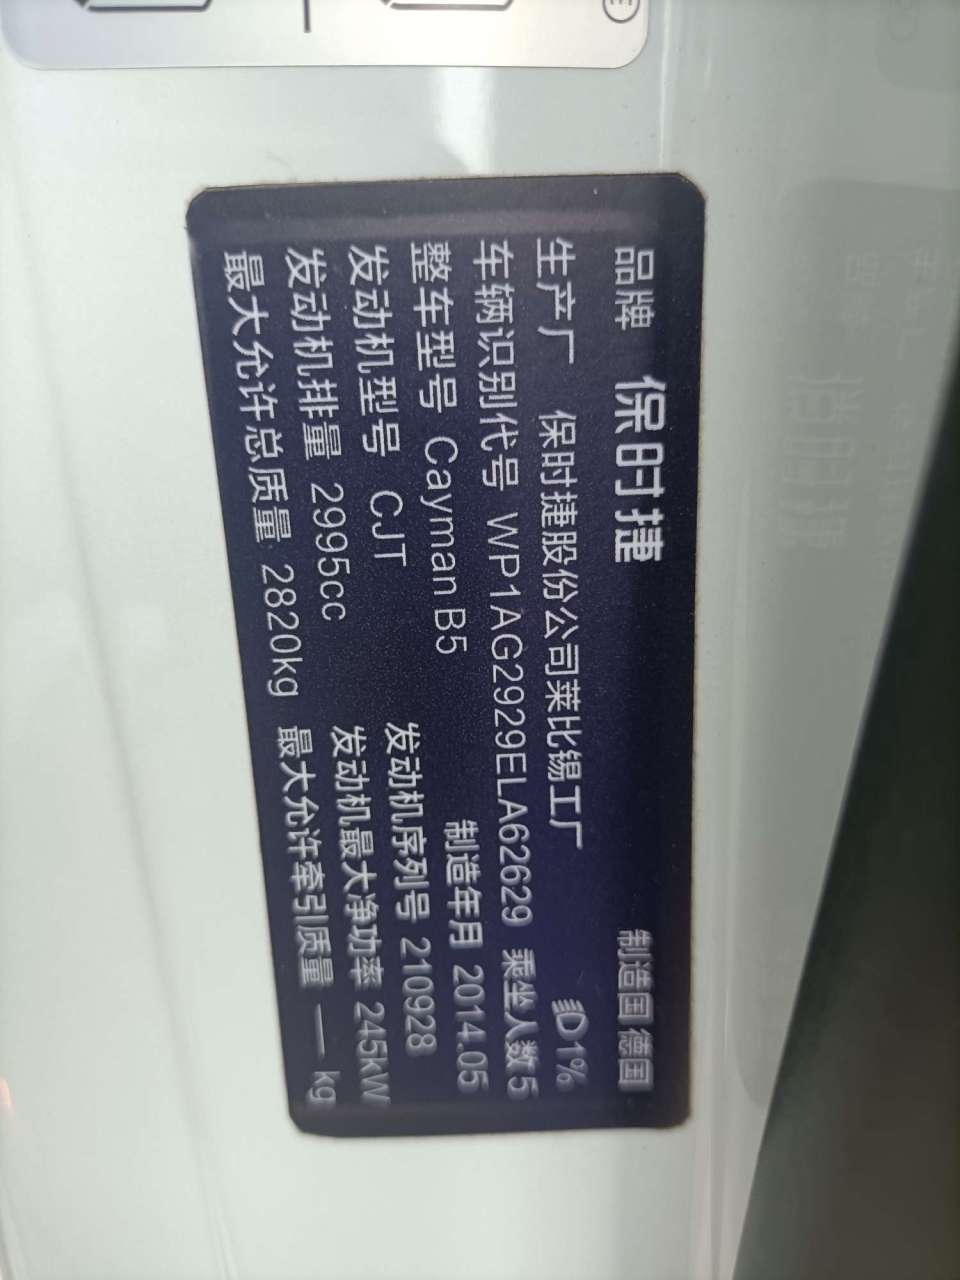 品牌 保时捷 制造国 德国
生产厂 保时捷股份公司莱比锡工厂 1%
车辆识别代号 WP1AG2929ELA62629 乘坐人数 5
整车型号 Cayman B5 制造年月 2014.05
发动机型号 CJT 发动机序列号 210928
发动机排量 2995cc 发动机最大净功率 245kW
最大允许总质量 2820kg 最大允许牵引质量 — kg